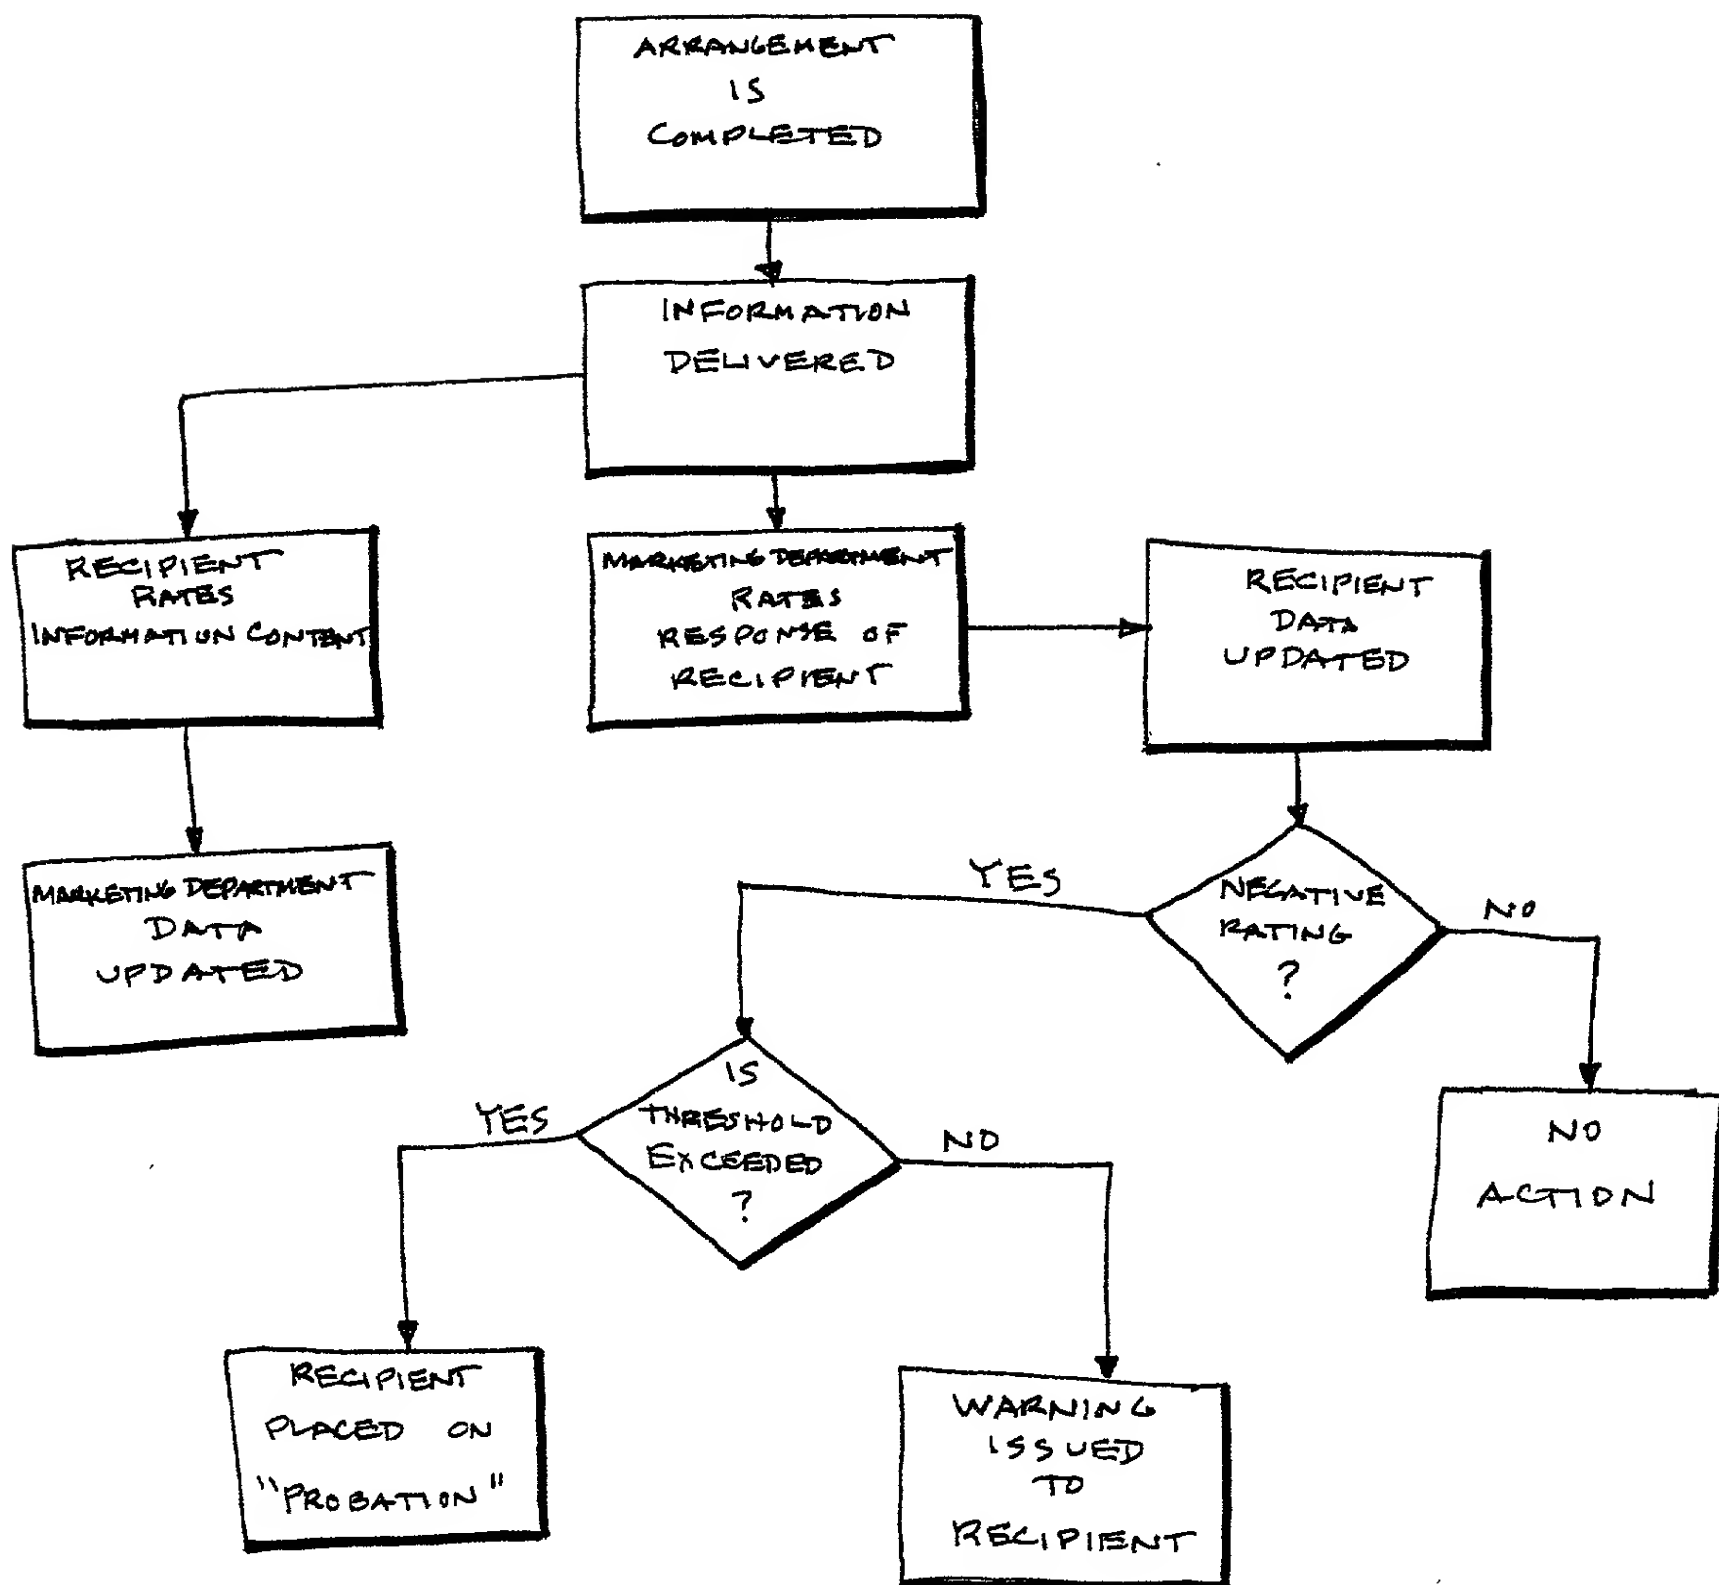 ARRANGEMENT
IS
COMPLETED
INFORMATION
DELIVERED
RECIPIENT
RATES
INFORMATION CONTENT
MARKETING DEPARTMENT
RATES
RESPONSE OF
RECIPIENT
RECIPIENT
DATA
UPDATED
MARKETING DEPARTMENT
DATA
UPDATED
YES
NEGATIVE
RATING
?
NO
YES
IS
THRESHOLD
EXCEEDED
?
NO
NO
ACTION
RECIPIENT
PLACED ON
"PROBATION"
WARNING
ISSUED
TO
RECIPIENT